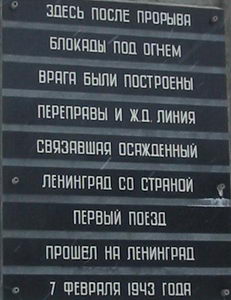 ЗДЕСЬ ПОСЛЕ ПРОРЫВА
БЛОКАДЫ ПОД ОГНЕМ
ВРАГА БЫЛИ ПОСТРОЕНЫ
ПЕРЕПРАВЫ И Ж.Д. ЛИНИЯ
СВЯЗАВШАЯ ОСАЖДЕННЫЙ
ЛЕНИНГРАД СО СТРАНОЙ
ПЕРВЫЙ ПОЕЗД
ПРОШЕЛ НА ЛЕНИНГРАД
7 ФЕВРАЛЯ 1943 ГОДА